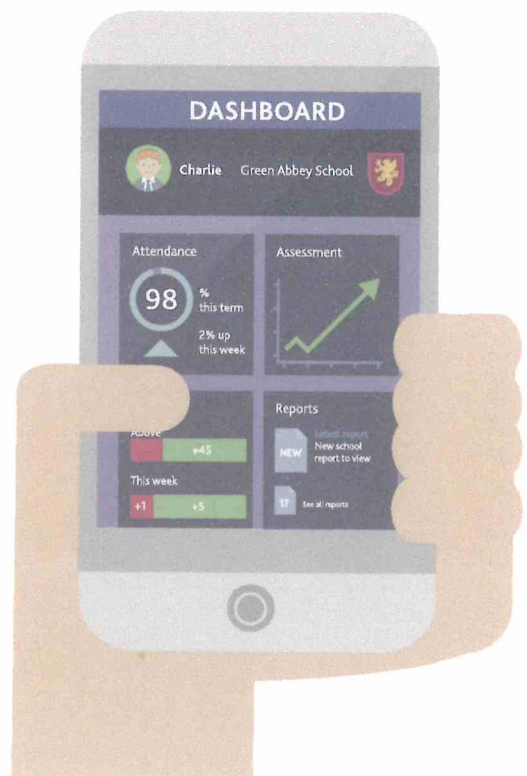 DASHBOARD
Charlie Green Abbey School
Attendance
98
%
this term
2% up
this week
Assessment
Above
+45
This week
+1 +5
Reports
NEW
Latest report
New school
report to view
17
See all reports